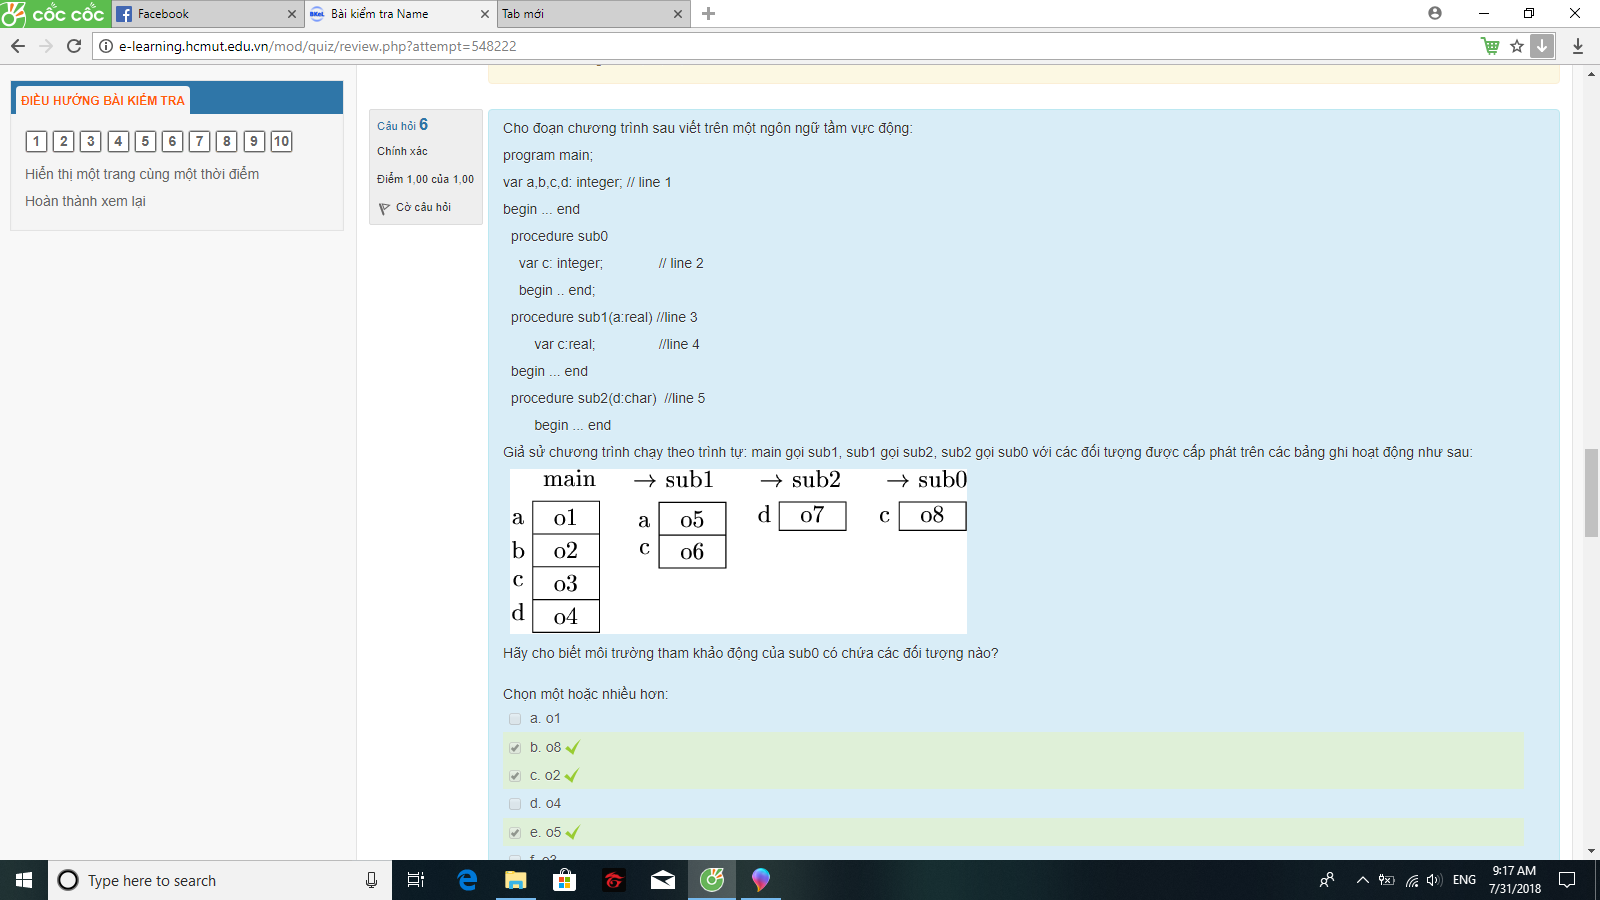 cốc cốc
Facebook
Bài kiểm tra Name
Tab mới
e-learning.hcmut.edu.vn/mod/quiz/review.php?attempt=548222
ĐIỀU HƯỚNG BÀI KIỂM TRA
1 2 3 4 5 6 7 8 9 10
Hiển thị một trang cùng một thời điểm
Hoàn thành xem lại
Câu hỏi 6
Chính xác
Điểm 1,00 của 1,00
Cờ câu hỏi
Cho đoạn chương trình sau viết trên một ngôn ngữ tầm vực động:
program main;
var a,b,c,d: integer; // line 1
begin ... end
procedure sub0
var c: integer; // line 2
begin .. end;
procedure sub1(a:real) //line 3
var c:real; //line 4
begin ... end
procedure sub2(d:char) //line 5
begin ... end
Giả sử chương trình chạy theo trình tự: main gọi sub1, sub1 gọi sub2, sub2 gọi sub0 với các đối tượng được cấp phát trên các bảng ghi hoạt động như sau:
main → sub1 → sub2 → sub0
a o1 a o5 d o7 c o8
b o2 c o6
c o3
d o4
Hãy cho biết môi trường tham khảo động của sub0 có chứa các đối tượng nào?
Chọn một hoặc nhiều hơn:
a. o1
b. o8
c. o2
d. o4
e. o5
f. o3
Type here to search
ENG
9:17 AM
7/31/2018